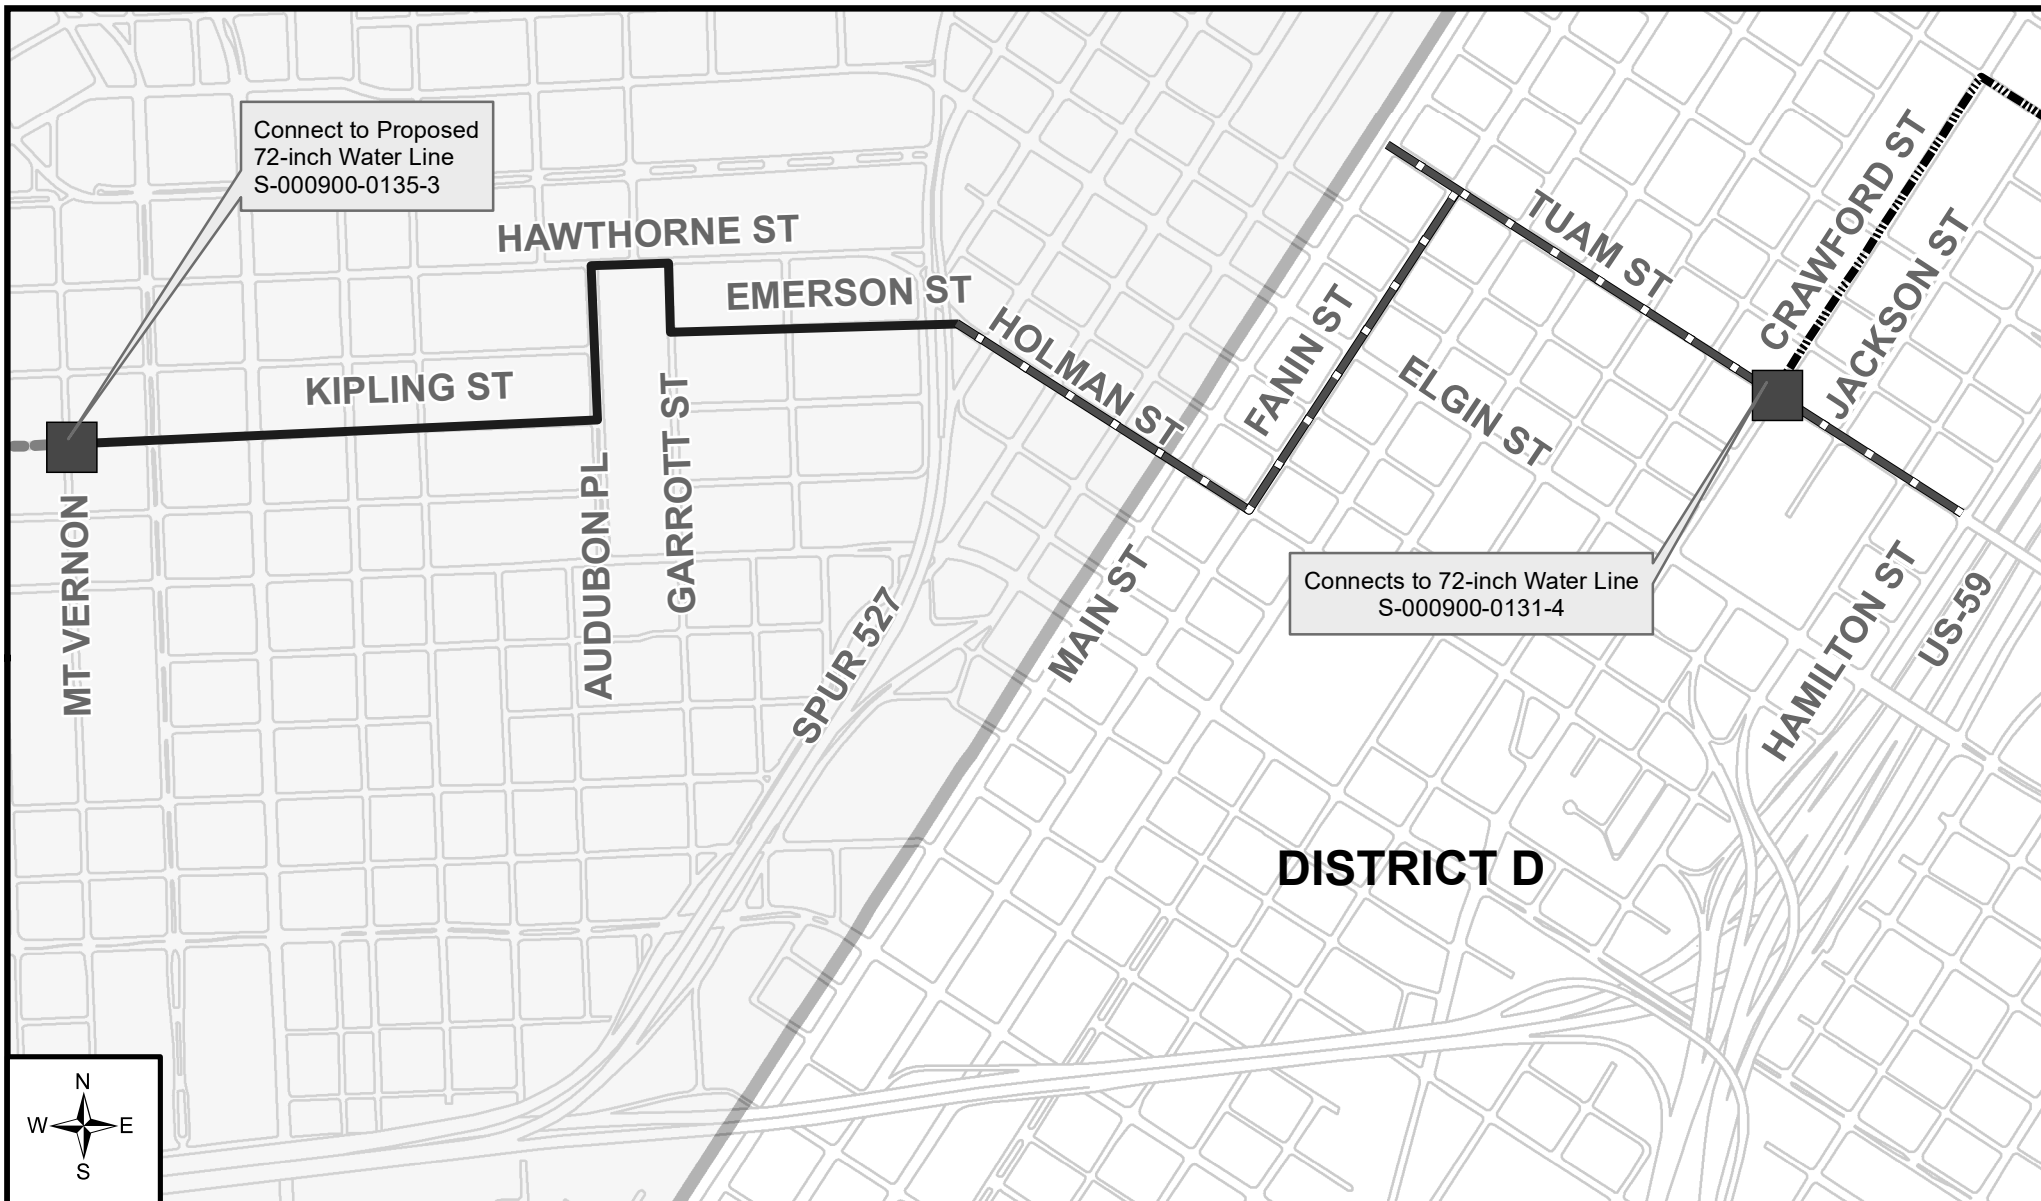 Connect to Proposed
72-inch Water Line
S-000900-0135-3
HAWTHORNE ST
EMERSON ST
KIPLING ST
HOLMAN ST
FANIN ST
TUAM ST
ELGIN ST
CRAWFORD ST
JACKSON ST
MT VERNON
AUDUBON PL
GARROTT ST
SPUR 527
MAIN ST
Connects to 72-inch Water Line
S-000900-0131-4
HAMILTON ST
US-59
DISTRICT D
N
W E
S